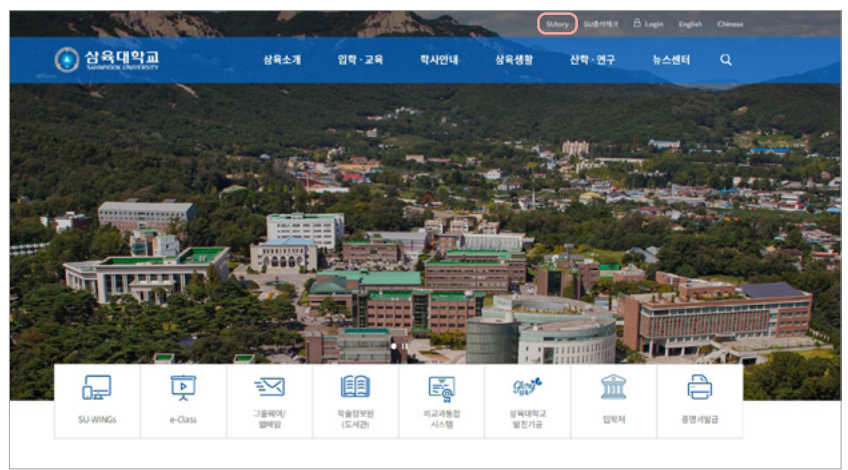 SUtory SU출석체크 Login English Chinese
삼육대학교
SAHMYOOK UNIVERSITY
삼육소개 입학·교육 학사안내 삼육생활 산학·연구 뉴스센터
SU-WINGs
e-Class
그룹웨어/
웹메일
학술정보원
(도서관)
비교과통합
시스템
Glory
삼육대학교
발전기금
입학처
증명서발급